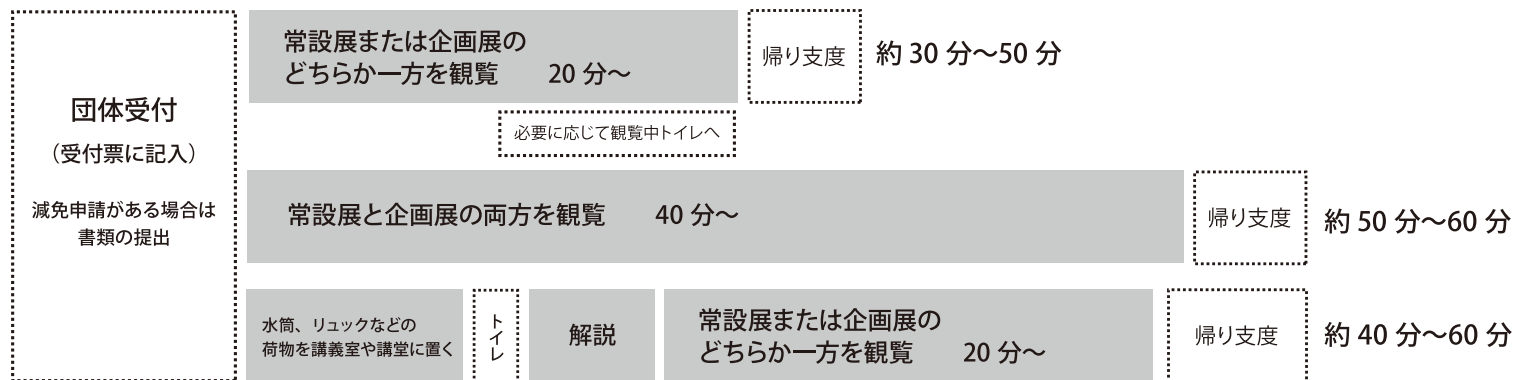 団体受付
（受付票に記入）
減免申請がある場合は
書類の提出
常設展または企画展の
どちらか一方を観覧　　20 分〜
帰り支度
約 30 分〜50 分
必要に応じて観覧中トイレへ
常設展と企画展の両方を観覧　　40 分〜
帰り支度
約 50 分〜60 分
水筒、リュックなどの
荷物を講義室や講堂に置く
トイレ
解説
常設展または企画展の
どちらか一方を観覧　　20 分〜
帰り支度
約 40 分〜60 分